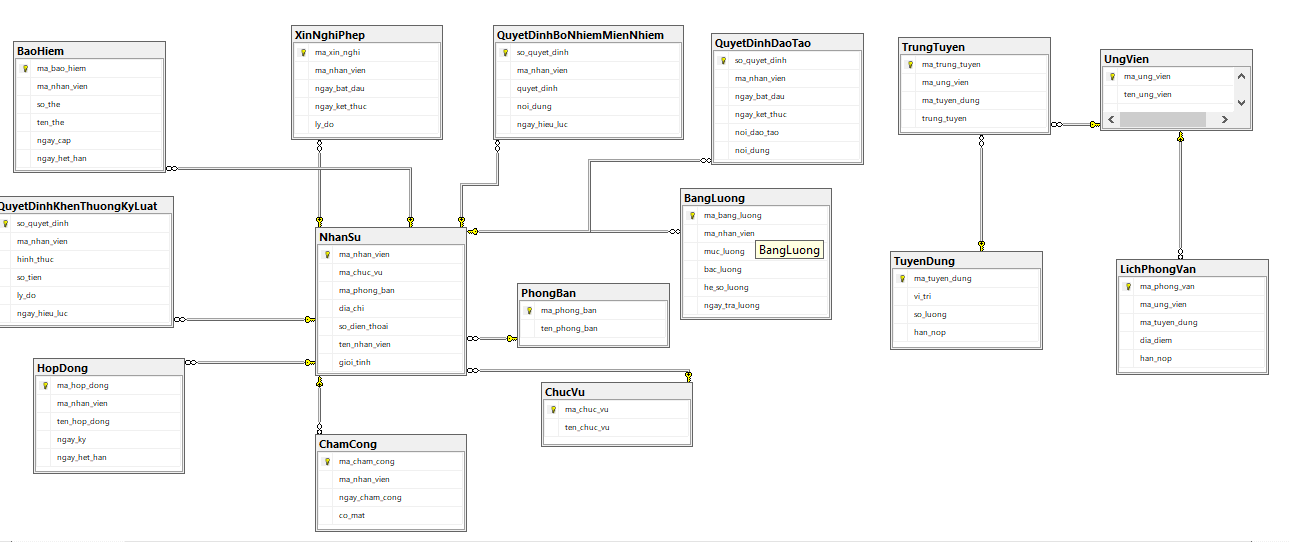 BaoHiem
ma_bao_hiem
ma_nhan_vien
so_the
ten_the
ngay_cap
ngay_het_han
XinNghiPhep
ma_xin_nghi
ma_nhan_vien
ngay_bat_dau
ngay_ket_thuc
ly_do
QuyetDinhBoNhiemMienNhiem
so_quyet_dinh
ma_nhan_vien
quyet_dinh
noi_dung
ngay_hieu_luc
QuyetDinhDaoTao
so_quyet_dinh
ma_nhan_vien
ngay_bat_dau
ngay_ket_thuc
noi_dao_tao
noi_dung
TrungTuyen
ma_trung_tuyen
ma_ung_vien
ma_tuyen_dung
trung_tuyen
UngVien
ma_ung_vien
ten_ung_vien
QuyetDinhKhenThuongKyLuat
so_quyet_dinh
ma_nhan_vien
hinh_thuc
so_tien
ly_do
ngay_hieu_luc
NhanSu
ma_nhan_vien
ma_chuc_vu
ma_phong_ban
dia_chi
so_dien_thoai
ten_nhan_vien
gioi_tinh
BangLuong
ma_bang_luong
ma_nhan_vien
muc_luong
bac_luong
he_so_luong
ngay_tra_luong
BangLuong
PhongBan
ma_phong_ban
ten_phong_ban
TuyenDung
ma_tuyen_dung
vi_tri
so_luong
han_nop
LichPhongVan
ma_phong_van
ma_ung_vien
ma_tuyen_dung
dia_diem
han_nop
HopDong
ma_hop_dong
ma_nhan_vien
ten_hop_dong
ngay_ky
ngay_het_han
ChucVu
ma_chuc_vu
ten_chuc_vu
ChamCong
ma_cham_cong
ma_nhan_vien
ngay_cham_cong
co_mat